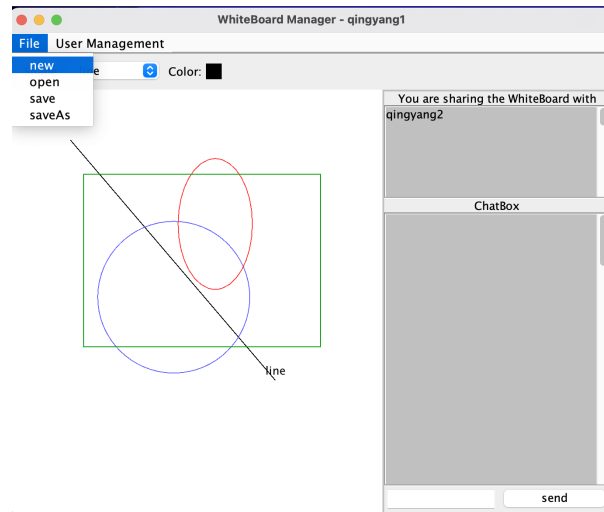 WhiteBoard Manager - qingyang1
File User Management
new
open
save
saveAs
Color:
You are sharing the WhiteBoard with
qingyang2
ChatBox
line
send